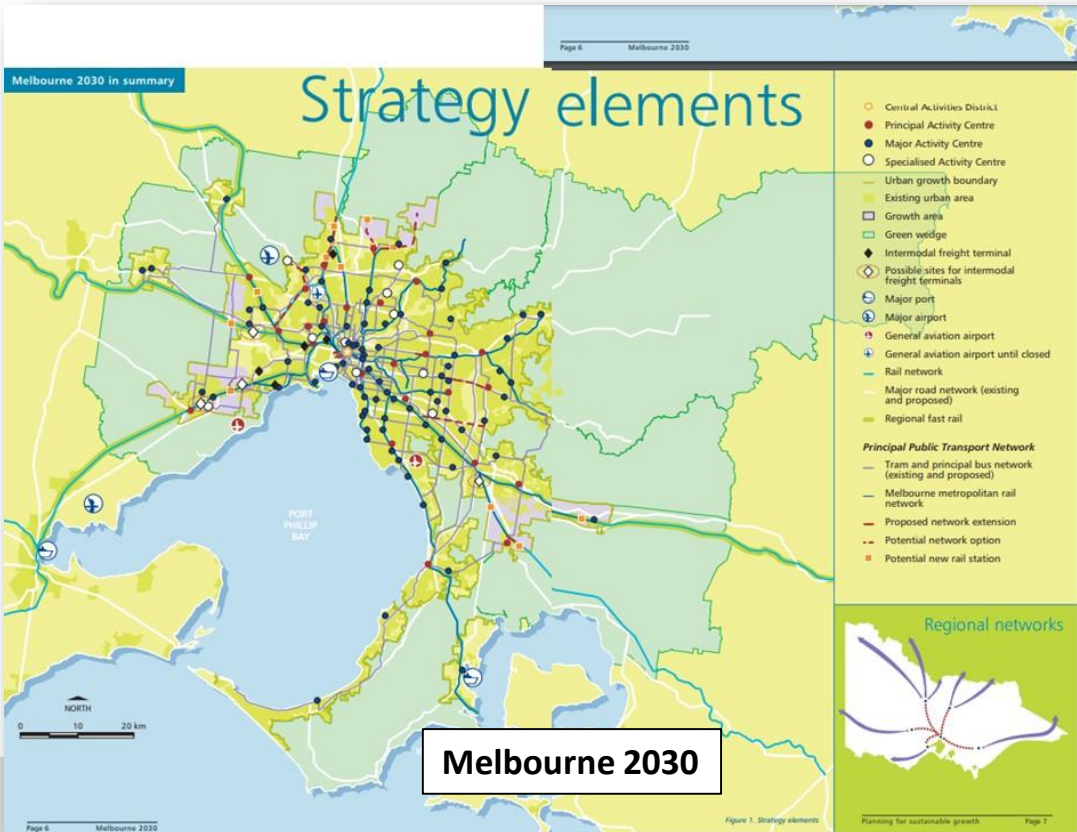 Page 6 Melbourne 2030
Melbourne 2030 in summary
Strategy elements
Central Activities District
Principal Activity Centre
Major Activity Centre
Specialised Activity Centre
Urban growth boundary
Existing urban area
Growth area
Green wedge
Intermodal freight terminal
Possible sites for intermodal
freight terminals
Major port
Major airport
General aviation airport
General aviation airport until closed
Rail network
Major road network (existing
and proposed)
Regional fast rail
Principal Public Transport Network
Tram and principal bus network
(existing and proposed)
Melbourne metropolitan rail
network
Proposed network extension
Potential network option
Potential new rail station
PORT
PHILLIP
BAY
NORTH
0 10 20 km
Regional networks
Melbourne 2030
Page 6 Melbourne 2030
Figure 1. Strategy elements
Planning for sustainable growth Page 7